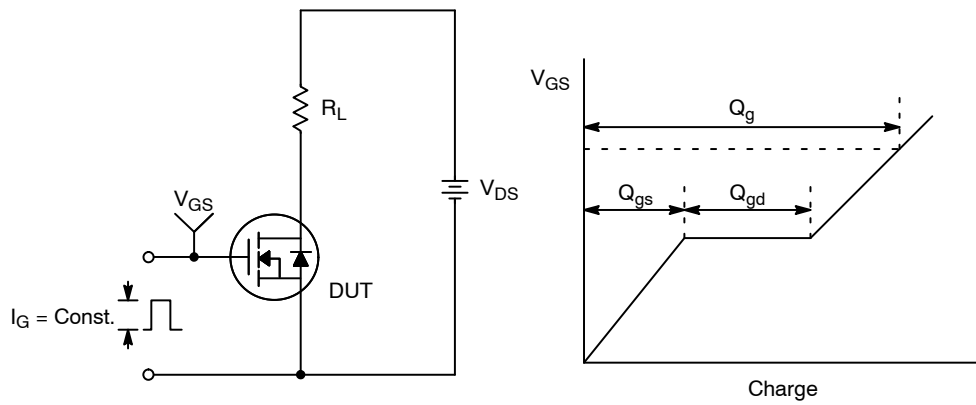 R_L
V_GS
V_DS
DUT
I_G = Const.
V_GS
Q_g
Q_gs
Q_gd
Charge